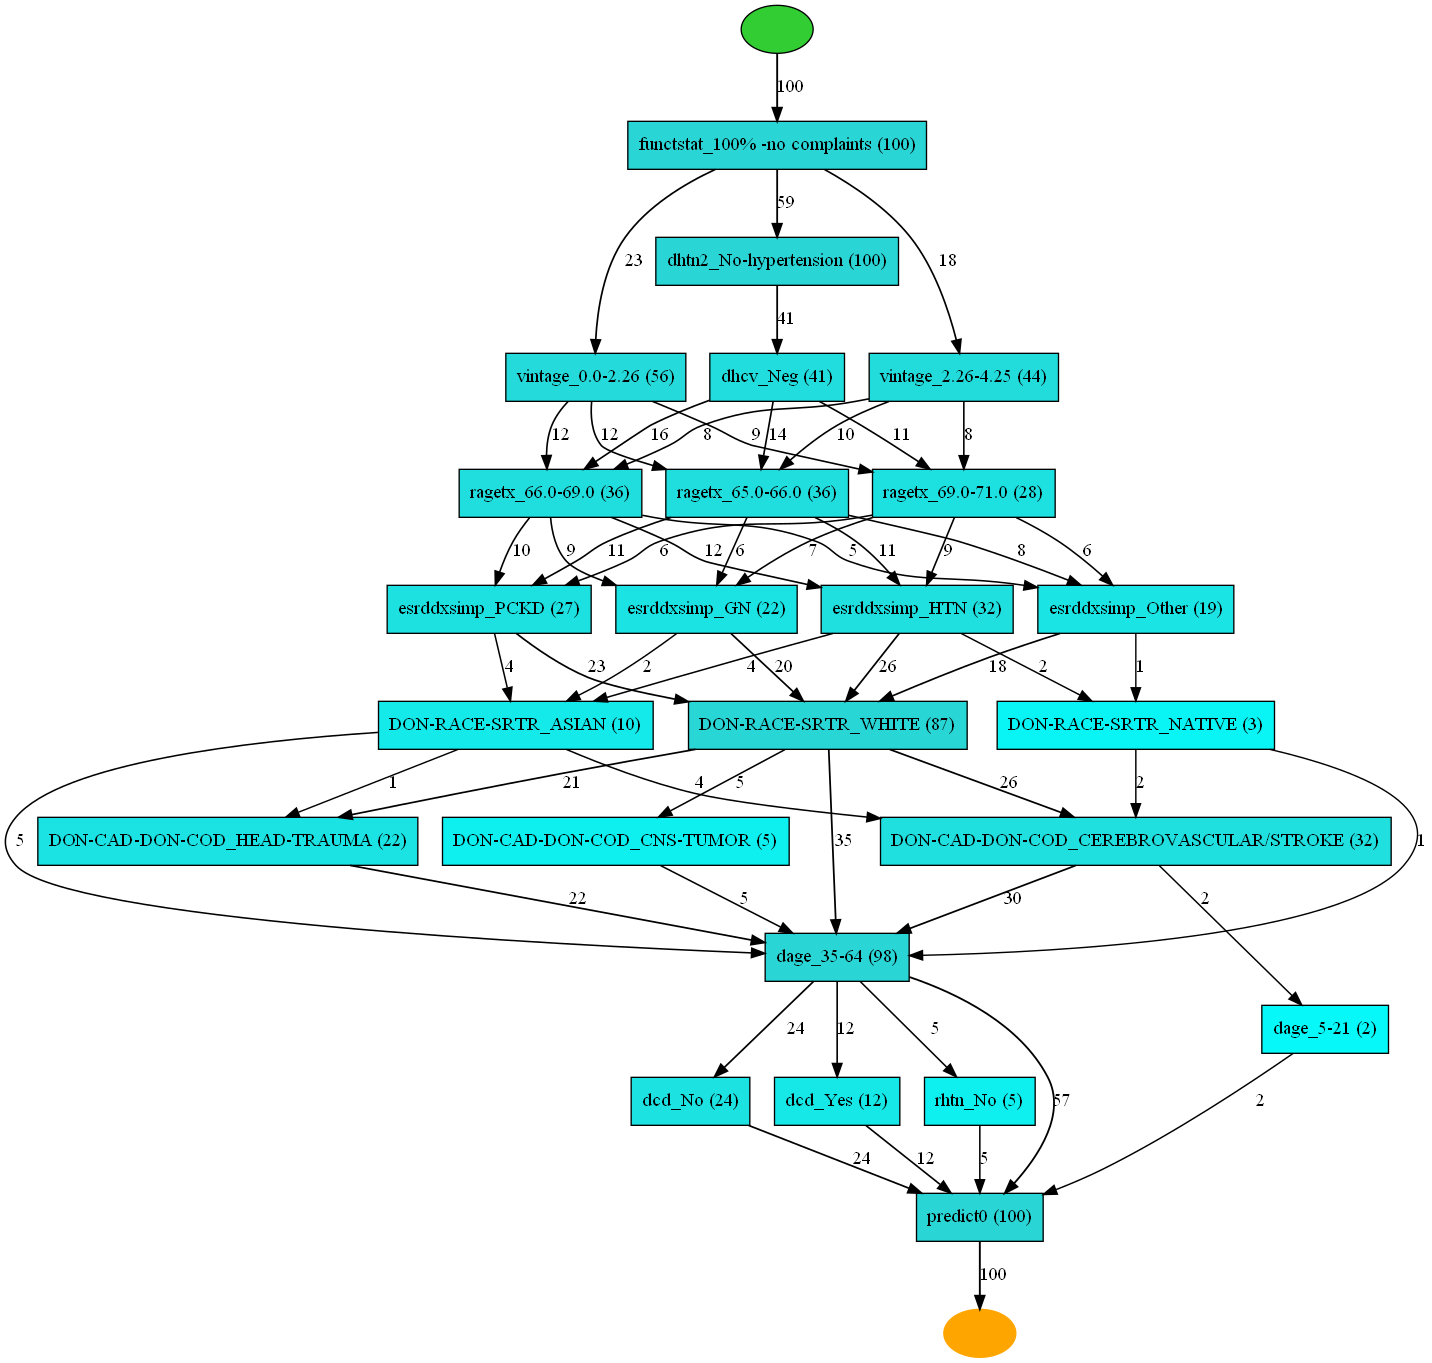 100
functstat_100% -no complaints (100)
23
59
18
dhtn2_No-hypertension (100)
41
vintage_0.0-2.26 (56)
dhcv_Neg (41)
vintage_2.26-4.25 (44)
12
12
16
8
9
14
10
11
8
ragetx_66.0-69.0 (36)
ragetx_65.0-66.0 (36)
ragetx_69.0-71.0 (28)
10
9
11
6
12
6
7
5
11
9
8
6
esrddxsimp_PCKD (27)
esrddxsimp_GN (22)
esrddxsimp_HTN (32)
esrddxsimp_Other (19)
4
23
2
20
4
26
2
18
1
DON-RACE-SRTR_ASIAN (10)
DON-RACE-SRTR_WHITE (87)
DON-RACE-SRTR_NATIVE (3)
1
21
4
5
26
2
DON-CAD-DON-COD_HEAD-TRAUMA (22)
DON-CAD-DON-COD_CNS-TUMOR (5)
DON-CAD-DON-COD_CEREBROVASCULAR/STROKE (32)
5
35
1
22
5
30
2
dage_35-64 (98)
24
12
5
dage_5-21 (2)
dcd_No (24)
dcd_Yes (12)
rhtn_No (5)
57
2
24
12
5
predict0 (100)
100